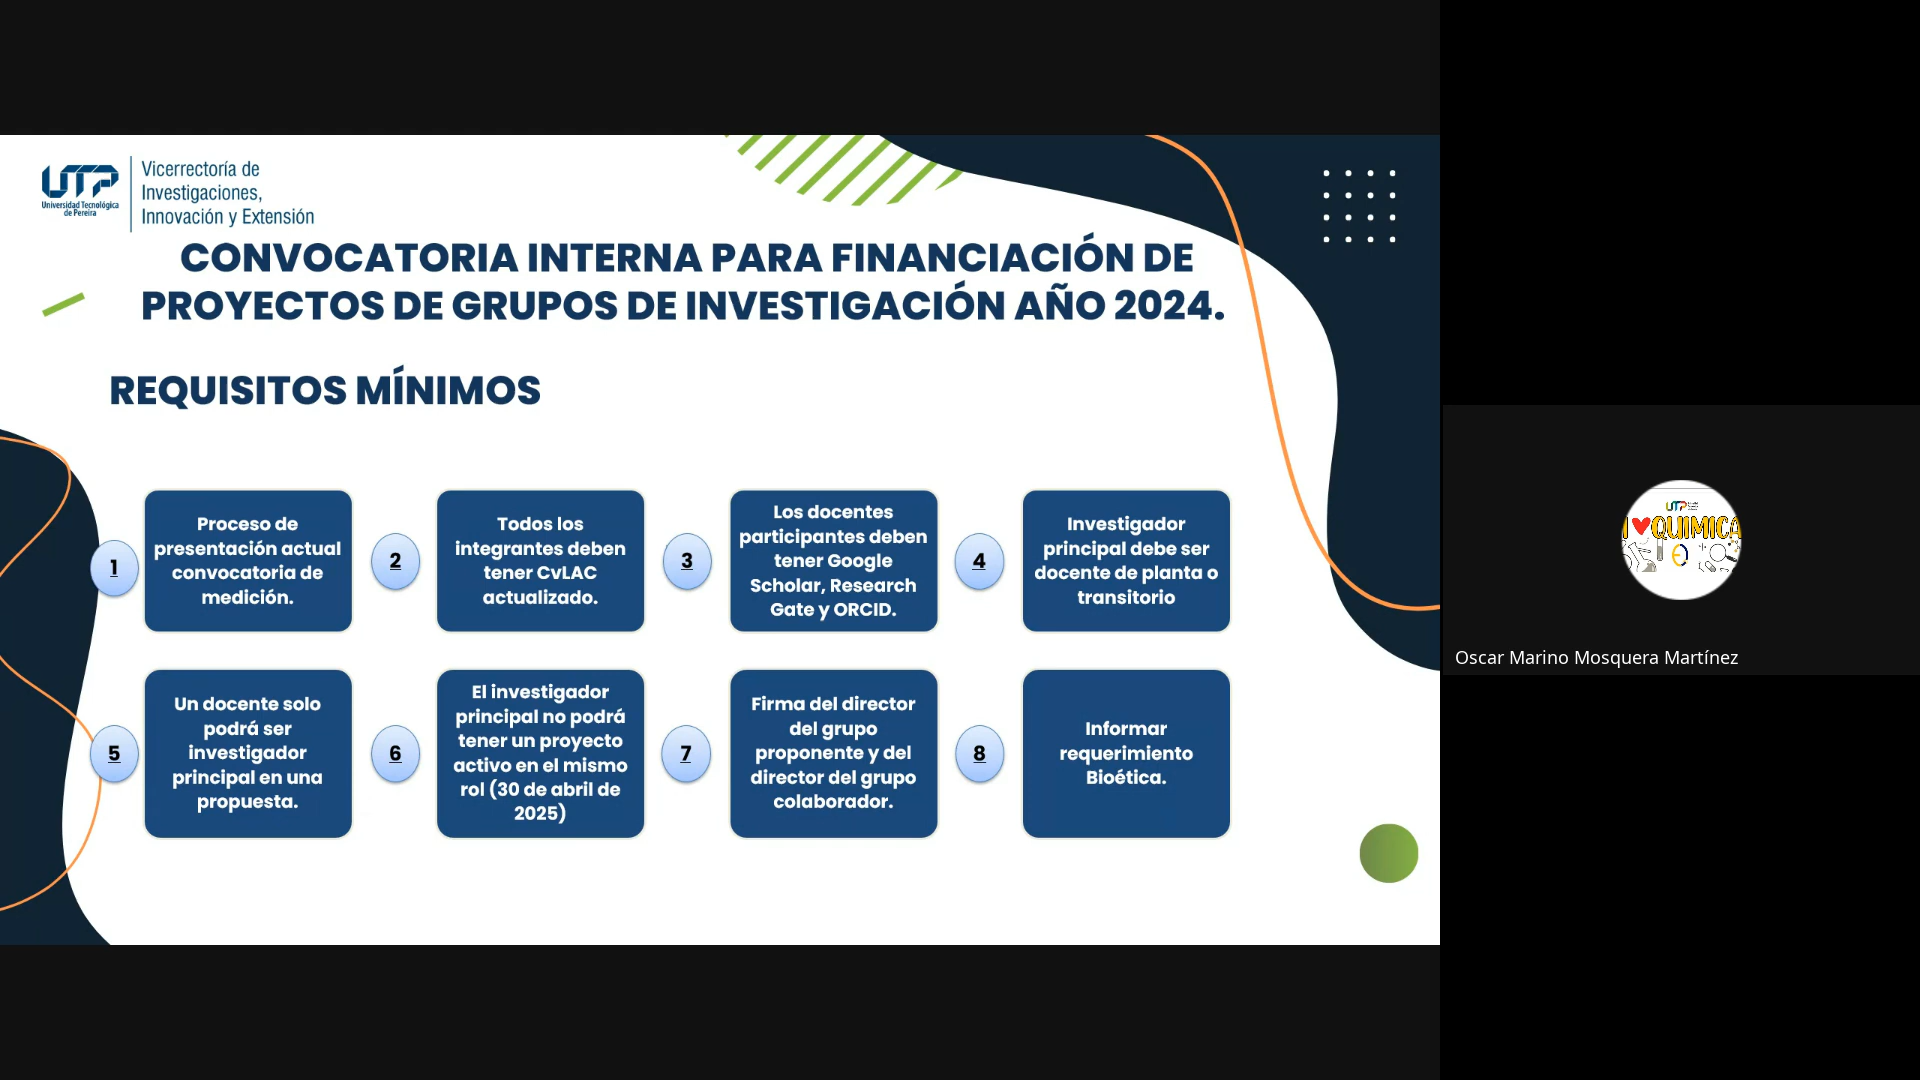 UTP
Universidad Tecnológica
de Pereira
Vicerrectoría de
Investigaciones,
Innovación y Extensión
CONVOCATORIA INTERNA PARA FINANCIACIÓN DE
PROYECTOS DE GRUPOS DE INVESTIGACIÓN AÑO 2024.
REQUISITOS MÍNIMOS
1
Proceso de
presentación actual
convocatoria de
medición.
2
Todos los
integrantes deben
tener CvLAC
actualizado.
3
Los docentes
participantes deben
tener Google
Scholar, Research
Gate y ORCID.
4
Investigador
principal debe ser
docente de planta o
transitorio
5
Un docente solo
podrá ser
investigador
principal en una
propuesta.
6
El investigador
principal no podrá
tener un proyecto
activo en el mismo
rol (30 de abril de
2025)
7
Firma del director
del grupo
proponente y del
director del grupo
colaborador.
8
Informar
requerimiento
Bioética.
UTP
I QUIMICA
Oscar Marino Mosquera Martínez